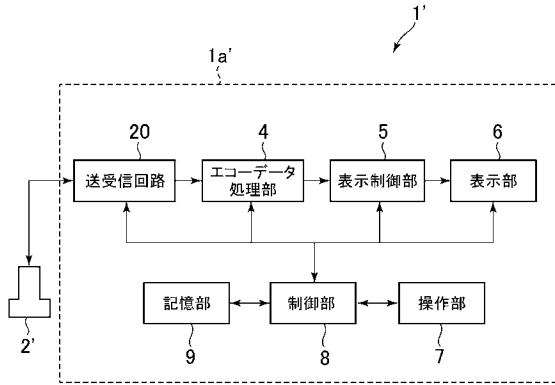 1'
1a'
20
4
5
6
送受信回路
エコーデータ
処理部
表示制御部
表示部
記憶部
制御部
操作部
2'
9
8
7